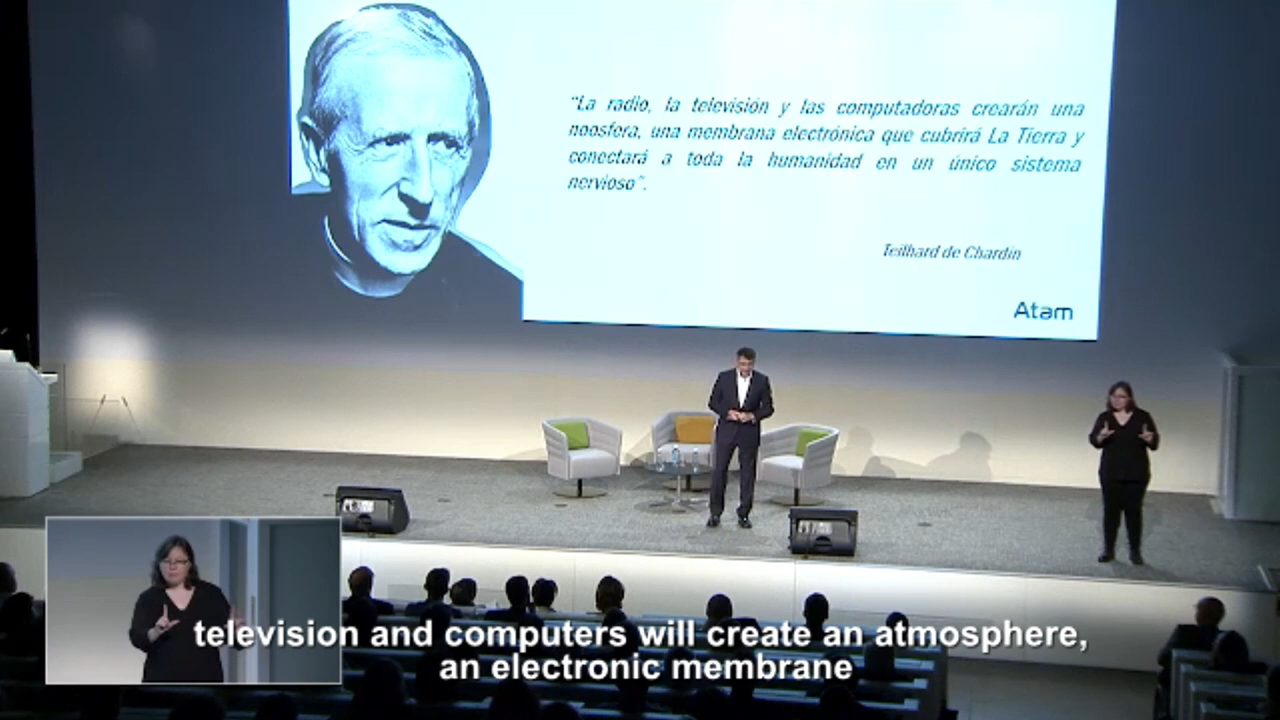 "La radio, la televisión y las computadoras crearán una
noosfera, una membrana electrónica que cubrirá La Tierra y
conectará a toda la humanidad en un único sistema
nervioso".
Teilhard de Chardin
Atam
television and computers will create an atmosphere,
an electronic membrane